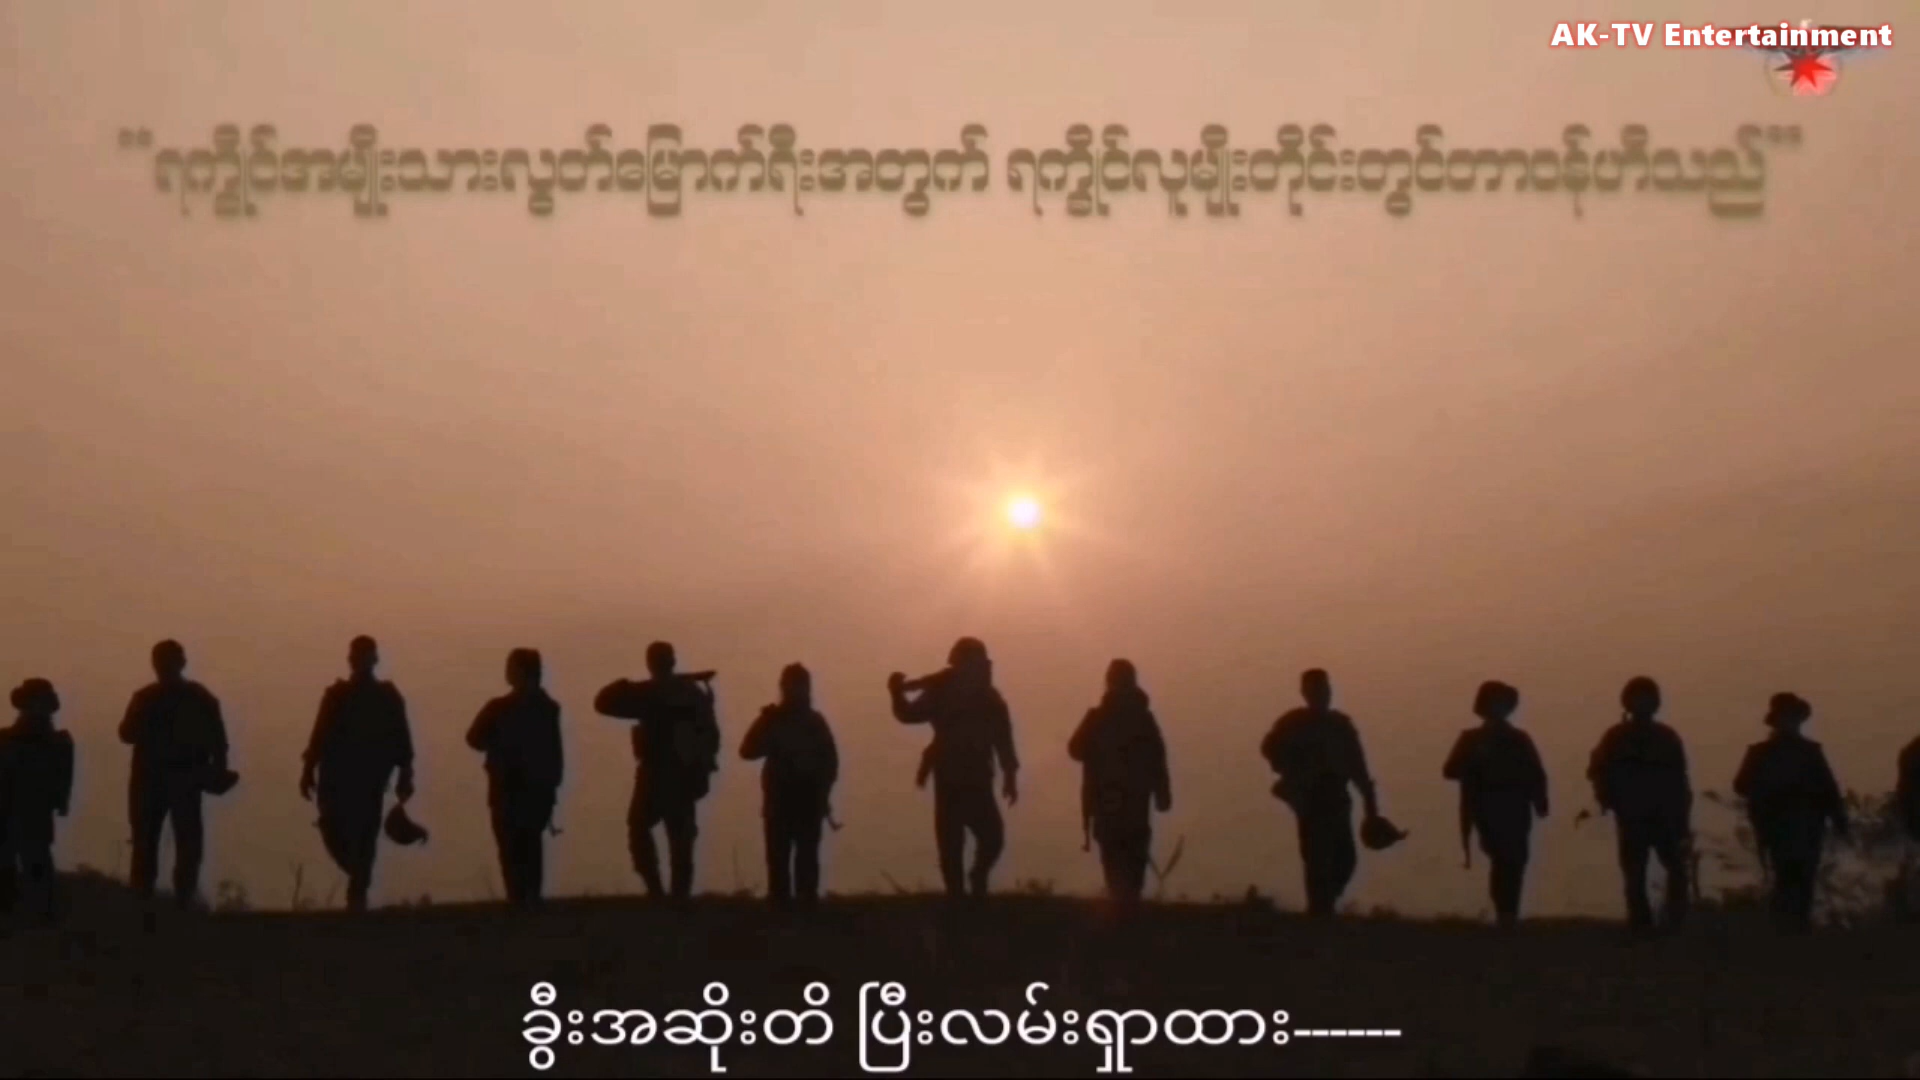 AK-TV Entertainment
"ရက္ခိုင်အမျိုးသားလွတ်မြောက်ရီးအတွက် ရက္ခိုင်လူမျိုးတိုင်းတွင်တာဝန်ဟိသည်"
ခွီးအဆိုးတိ ပြီးလမ်းရှာထား------